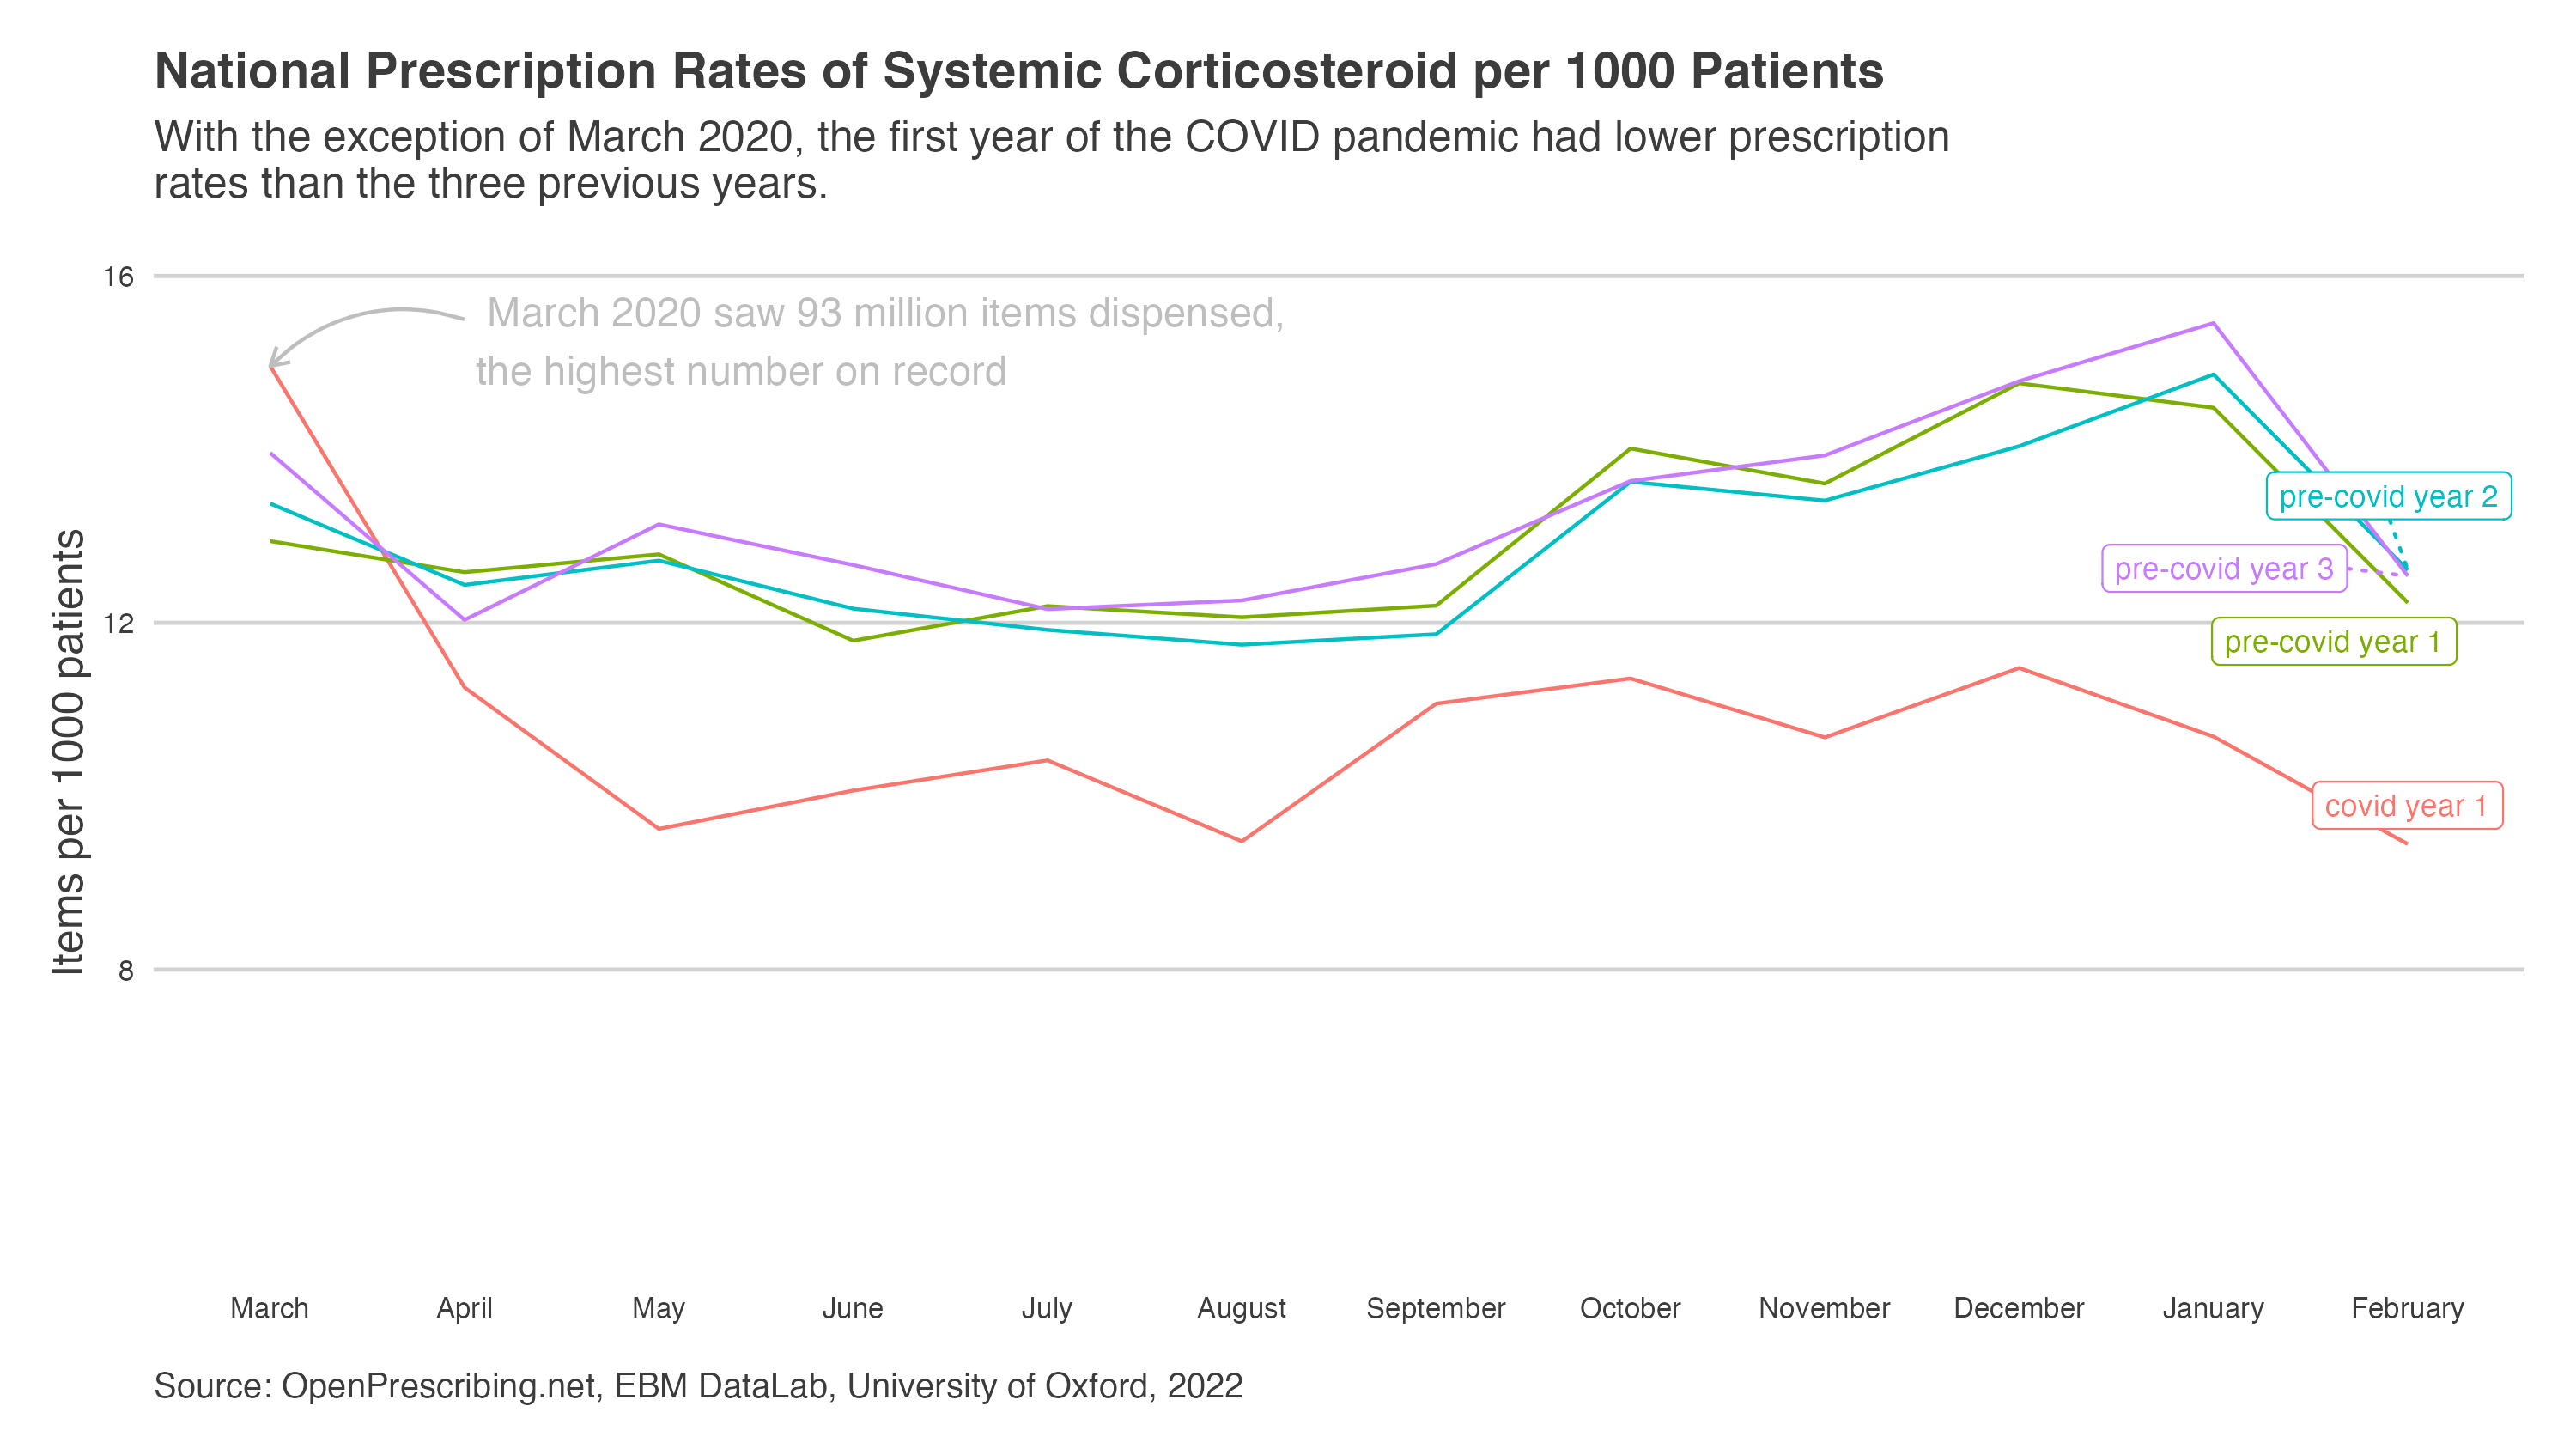 National Prescription Rates of Systemic Corticosteroid per 1000 Patients
With the exception of March 2020, the first year of the COVID pandemic had lower prescription
rates than the three previous years.
16
March 2020 saw 93 million items dispensed,
the highest number on record
pre-covid year 2
pre-covid year 3
12
pre-covid year 1
covid year 1
8
Items per 1000 patients
March April May June July August September October November December January February
Source: OpenPrescribing.net, EBM DataLab, University of Oxford, 2022